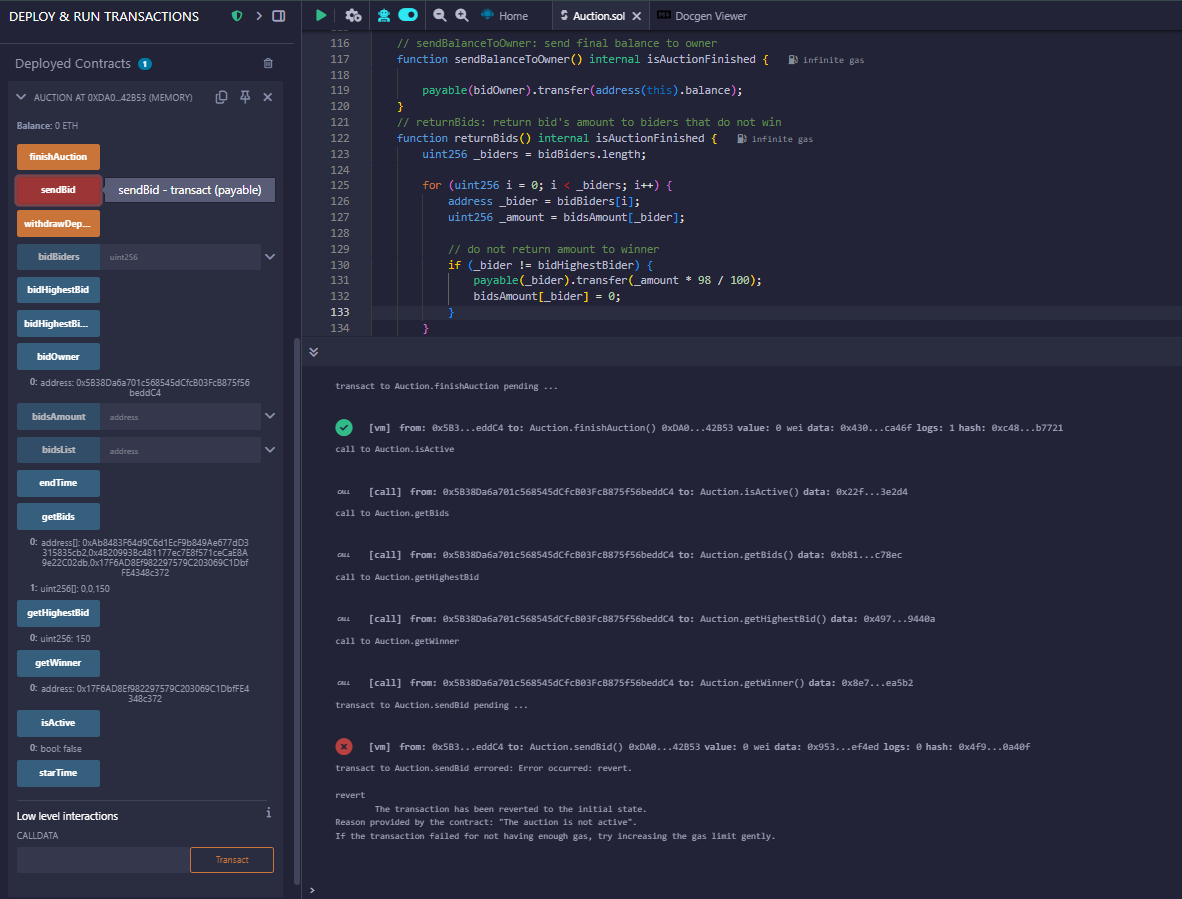 DEPLOY & RUN TRANSACTIONS
Deployed Contracts 1
AUCTION AT 0XDA0...42B53 (MEMORY)
Balance: 0 ETH
finishAuction
sendBid
sendBid - transact (payable)
withdrawDep...
bidBiders uint256
bidHighestBid
bidHighestBi...
bidOwner
0: address: 0x5B38Da6a701c568545dCfcB03FcB875f56
beddC4
bidsAmount address
bidsList address
endTime
getBids
0: address[]: 0xAb8483F64d9C6d1EcF9b849Ae677dD3
315835cb2,0x4B20993Bc481177ec7E8f571ceCaE8A
9e22C02db,0x17F6AD8Ef982297579C203069C1Dbf
FE4348c372
1: uint256[]: 0,0,150
getHighestBid
0: uint256: 150
getWinner
0: address: 0x17F6AD8Ef982297579C203069C1DbfFE4
348c372
isActive
0: bool: false
starTime
Low level interactions
CALLDATA
Transact
Home
Auction.sol
Docgen Viewer
116 // sendBalanceToOwner: send final balance to owner
117 function sendBalanceToOwner() internal isAuctionFinished { infinite gas
118
119 payable(bidOwner).transfer(address(this).balance);
120 }
121 // returnBids: return bid's amount to biders that do not win
122 function returnBids() internal isAuctionFinished { infinite gas
123 uint256 _biders = bidBiders.length;
124
125 for (uint256 i = 0; i < _biders; i++) {
126 address _bider = bidBiders[i];
127 uint256 _amount = bidsAmount[_bider];
128
129 // do not return amount to winner
130 if (_bider != bidHighestBider) {
131 payable(_bider).transfer(_amount * 98 / 100);
132 bidsAmount[_bider] = 0;
133 }
134 }
transact to Auction.finishAuction pending ...
[vm] from: 0x5B3...eddC4 to: Auction.finishAuction() 0xDA0...42B53 value: 0 wei data: 0x430...ca46f logs: 1 hash: 0xc48...b7721
call to Auction.isActive
CALL [call] from: 0x5B38Da6a701c568545dCfcB03FcB875f56beddC4 to: Auction.isActive() data: 0x22f...3e2d4
call to Auction.getBids
CALL [call] from: 0x5B38Da6a701c568545dCfcB03FcB875f56beddC4 to: Auction.getBids() data: 0xb81...c78ec
call to Auction.getHighestBid
CALL [call] from: 0x5B38Da6a701c568545dCfcB03FcB875f56beddC4 to: Auction.getHighestBid() data: 0x497...9440a
call to Auction.getWinner
CALL [call] from: 0x5B38Da6a701c568545dCfcB03FcB875f56beddC4 to: Auction.getWinner() data: 0x8e7...ea5b2
transact to Auction.sendBid pending ...
[vm] from: 0x5B3...eddC4 to: Auction.sendBid() 0xDA0...42B53 value: 0 wei data: 0x953...ef4ed logs: 0 hash: 0x4f9...0a40f
transact to Auction.sendBid errored: Error occurred: revert.
revert
The transaction has been reverted to the initial state.
Reason provided by the contract: "The auction is not active".
If the transaction failed for not having enough gas, try increasing the gas limit gently.
>